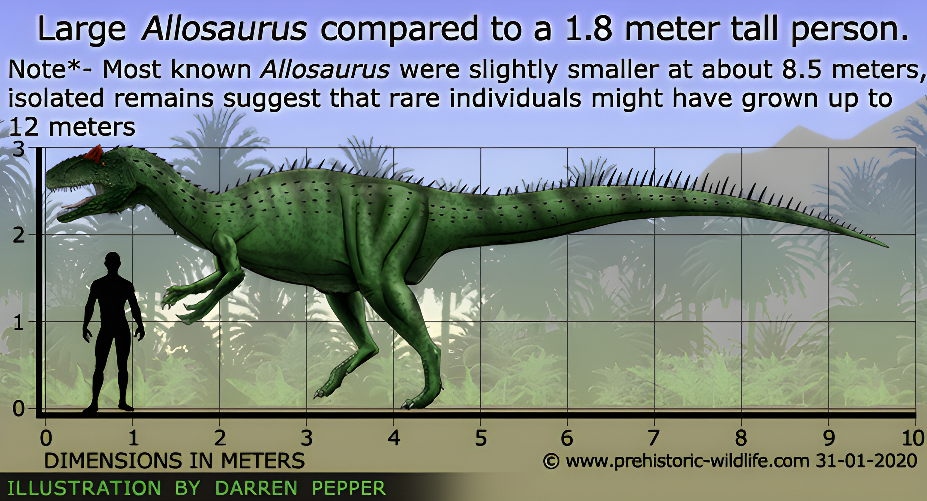 Large Allosaurus compared to a 1.8 meter tall person.
Note*- Most known Allosaurus were slightly smaller at about 8.5 meters,
isolated remains suggest that rare individuals might have grown up to
12 meters
3
2
1
0
0 1 2 3 4 5 6 7 8 9 10
DIMENSIONS IN METERS © www.prehistoric-wildlife.com 31-01-2020
ILLUSTRATION BY DARREN PEPPER